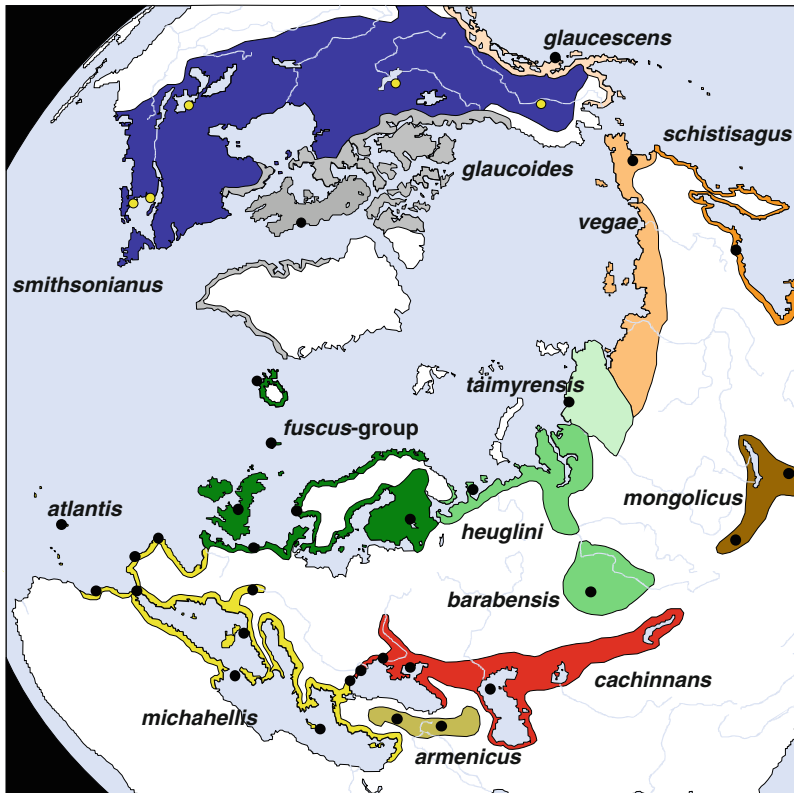 glaucescens
schistisagus
glaucoides
vegae
smithsonianus
taimyrensis
fuscus-group
atlantis
mongolicus
heuglini
barabensis
cachinnans
michahellis
armenicus